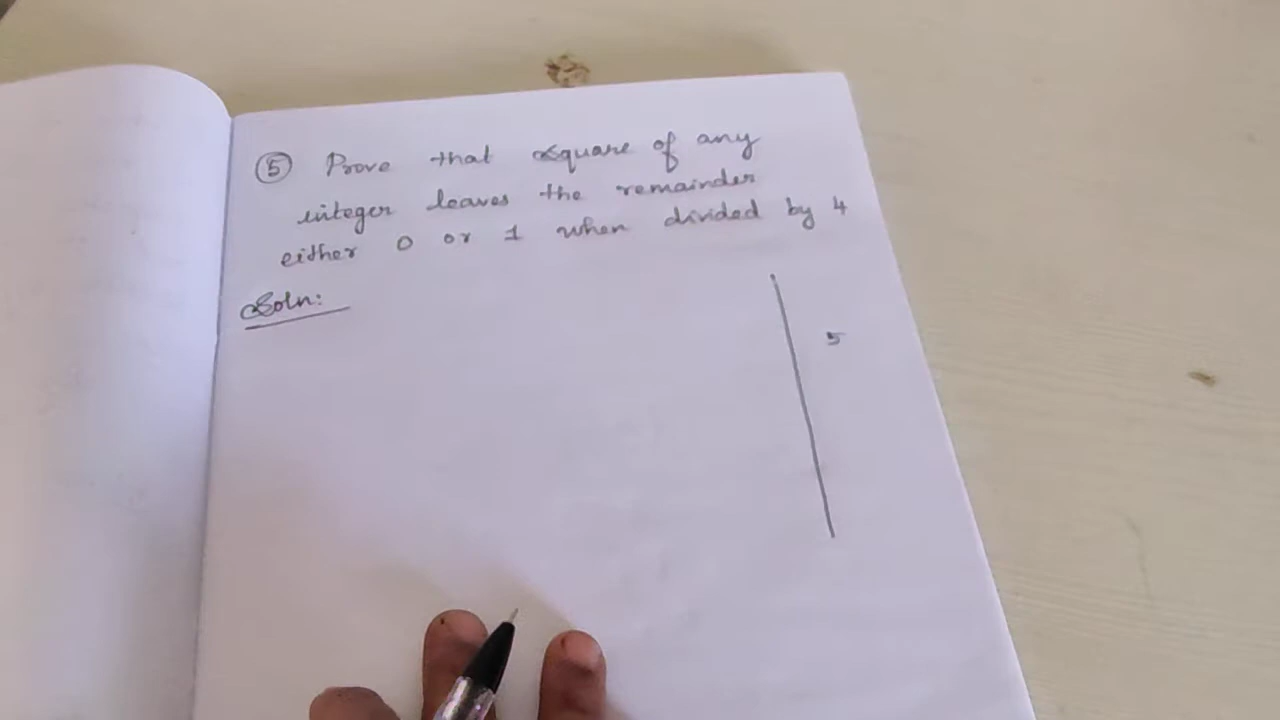 ⑤ Prove that square of any
integer leaves the remainder
either 0 or 1 when divided by 4
Soln:
5